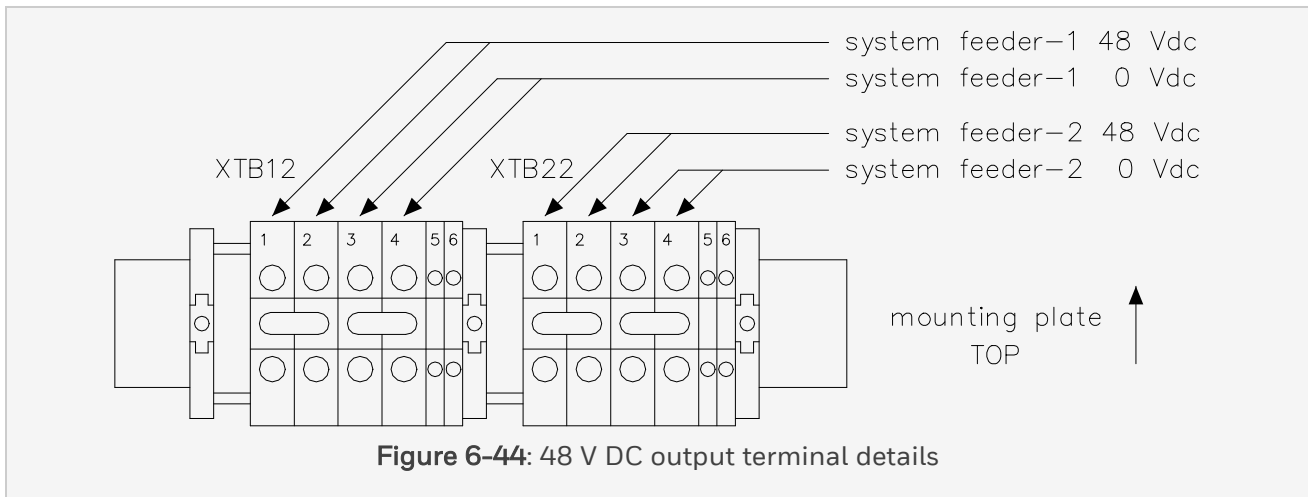 system feeder-1 48 Vdc
system feeder-1 0 Vdc
system feeder-2 48 Vdc
system feeder-2 0 Vdc
XTB12
XTB22
1 2 3 4 5 6
1 2 3 4 5 6
mounting plate
TOP
Figure 6-44: 48 V DC output terminal details